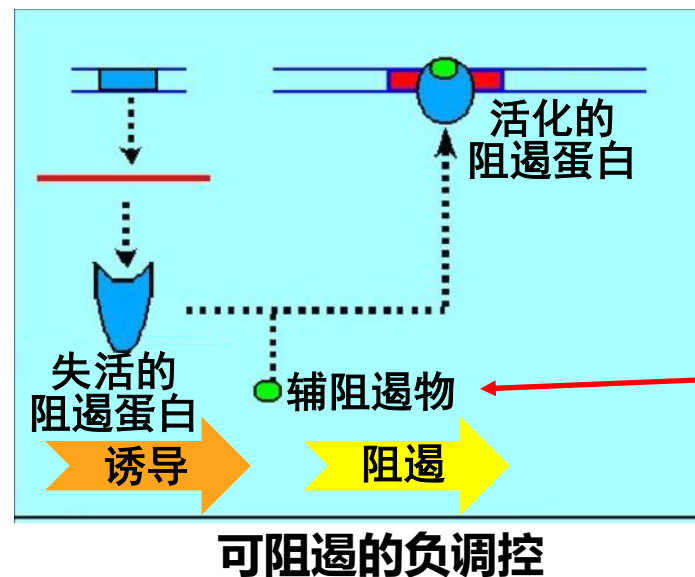 活化的
阻遏蛋白
失活的
阻遏蛋白
辅阻遏物
诱导
阻遏
可阻遏的负调控